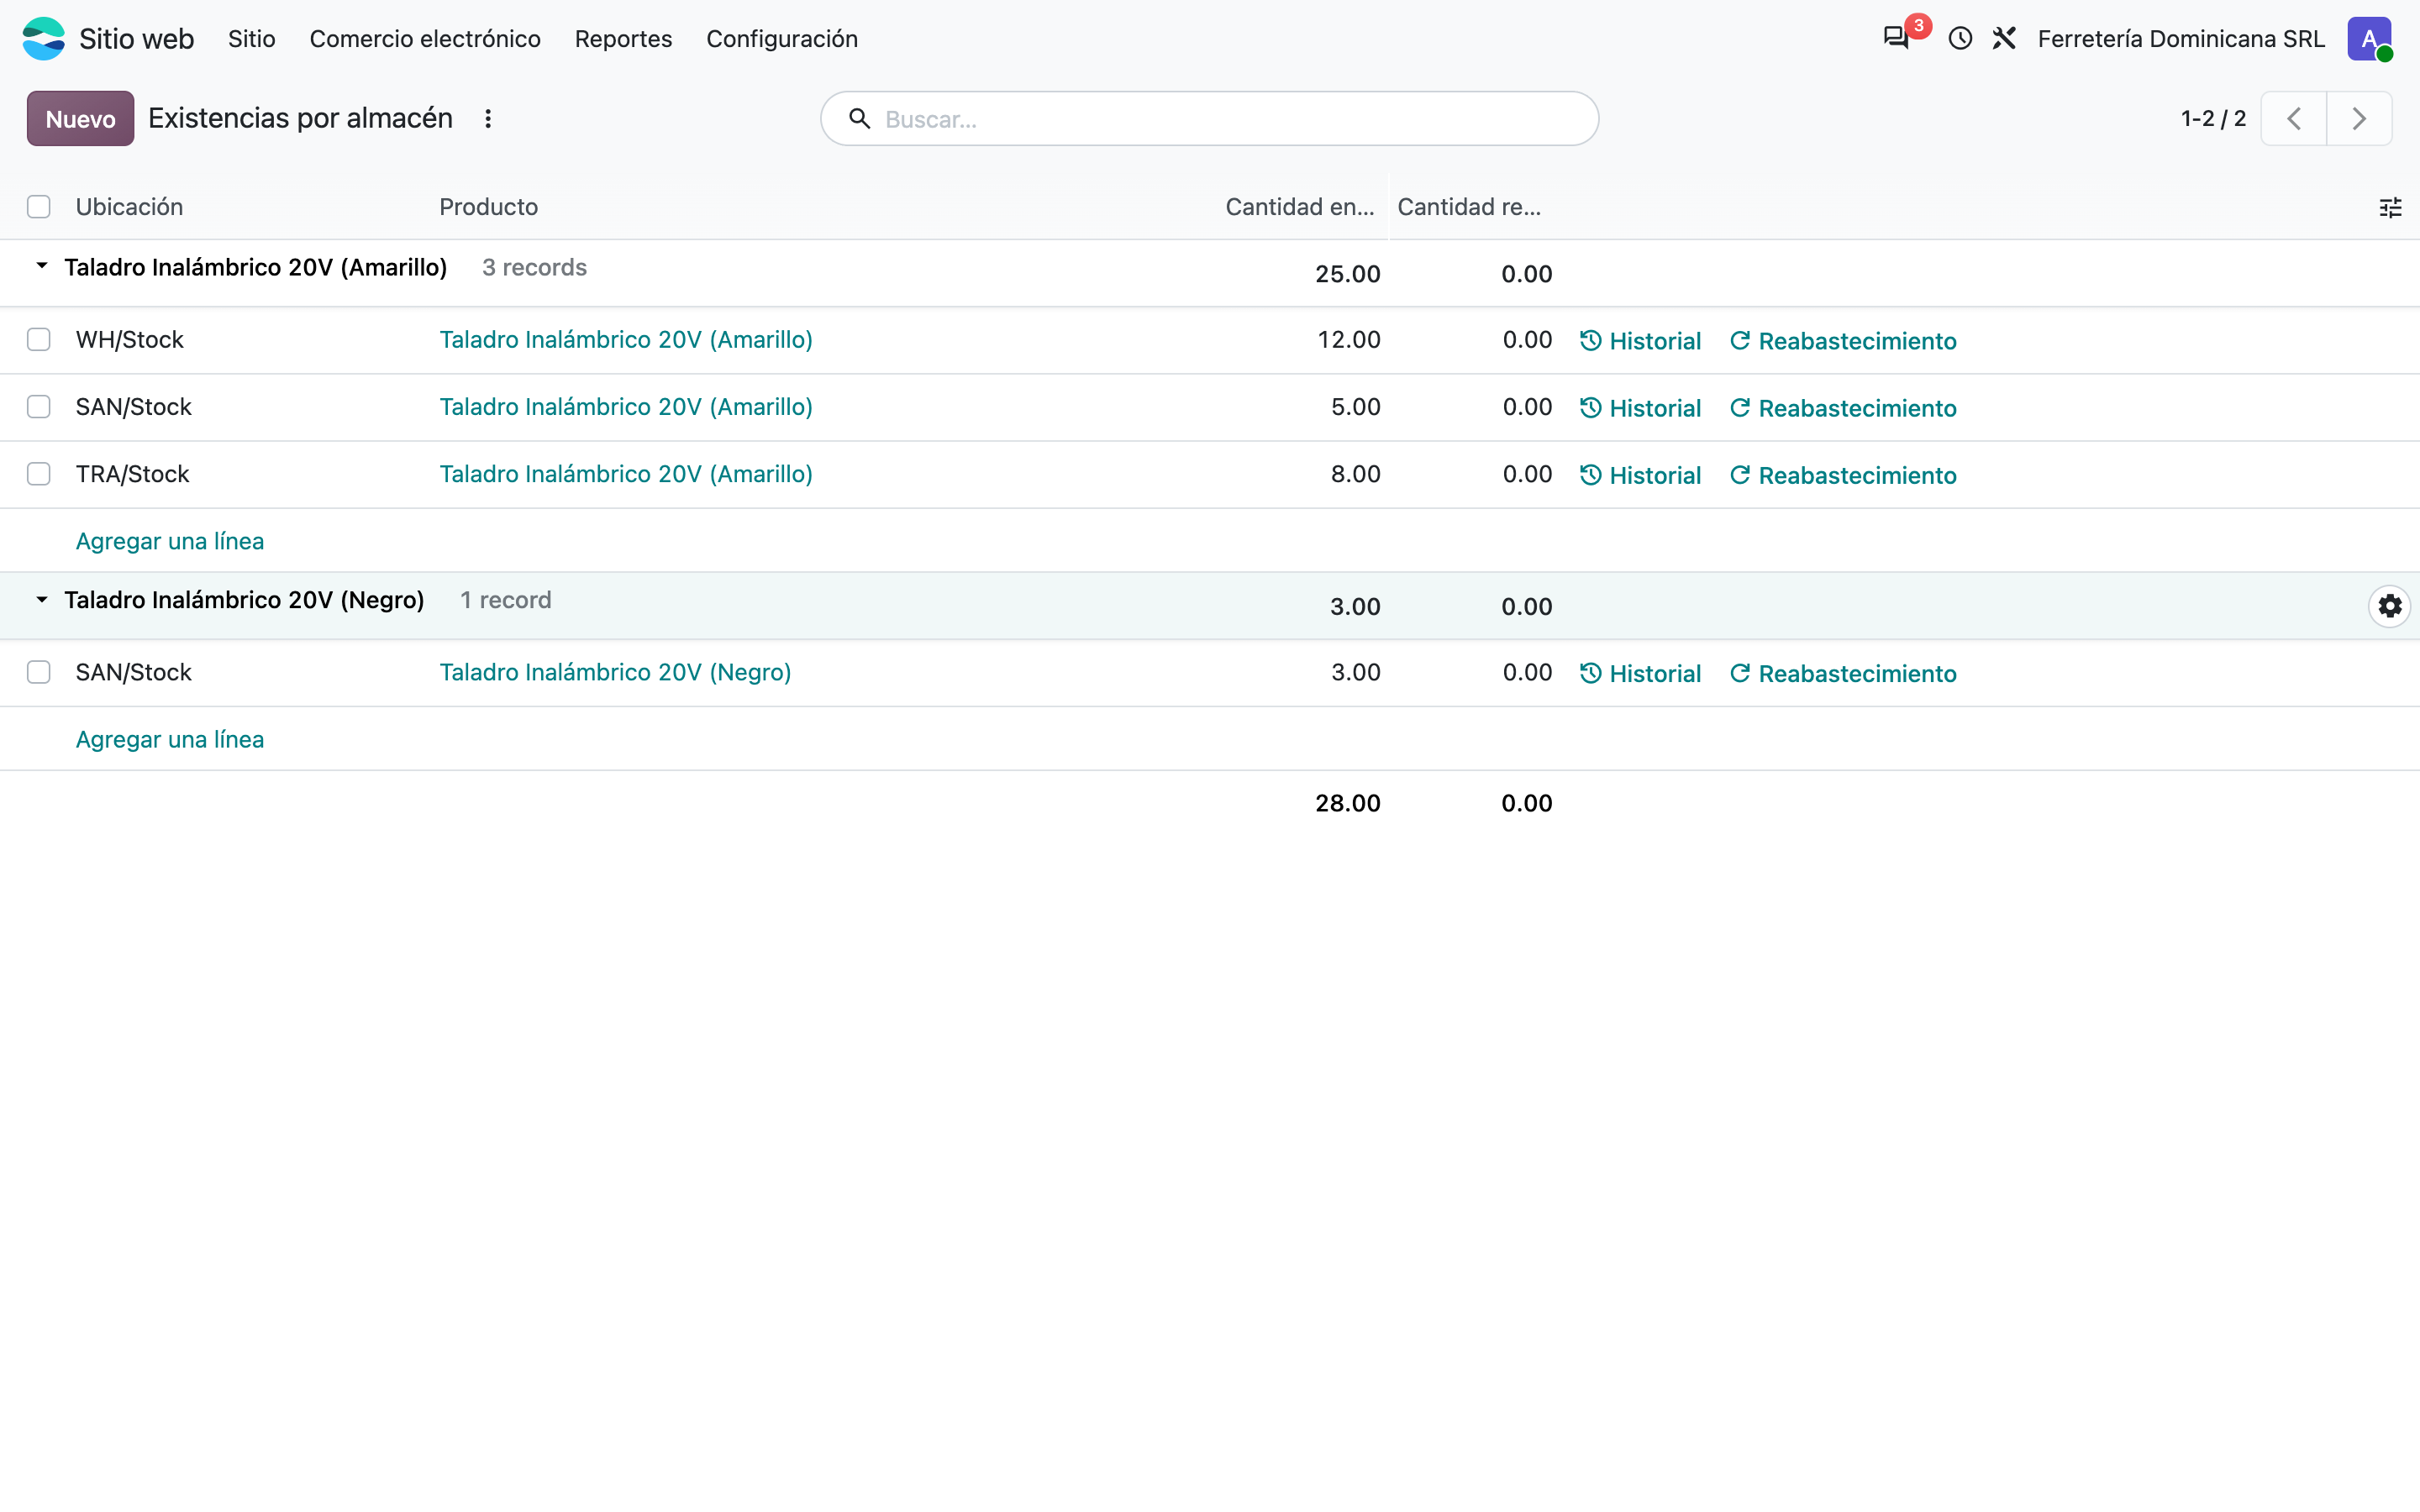 Sitio web Sitio Comercio electrónico Reportes Configuración 3 Ferretería Dominicana SRL A
Nuevo Existencias por almacén Buscar... 1-2 / 2
Ubicación Producto Cantidad en... Cantidad re...
Taladro Inalámbrico 20V (Amarillo) 3 records 25.00 0.00
WH/Stock Taladro Inalámbrico 20V (Amarillo) 12.00 0.00 Historial Reabastecimiento
SAN/Stock Taladro Inalámbrico 20V (Amarillo) 5.00 0.00 Historial Reabastecimiento
TRA/Stock Taladro Inalámbrico 20V (Amarillo) 8.00 0.00 Historial Reabastecimiento
Agregar una línea
Taladro Inalámbrico 20V (Negro) 1 record 3.00 0.00
SAN/Stock Taladro Inalámbrico 20V (Negro) 3.00 0.00 Historial Reabastecimiento
Agregar una línea
28.00 0.00